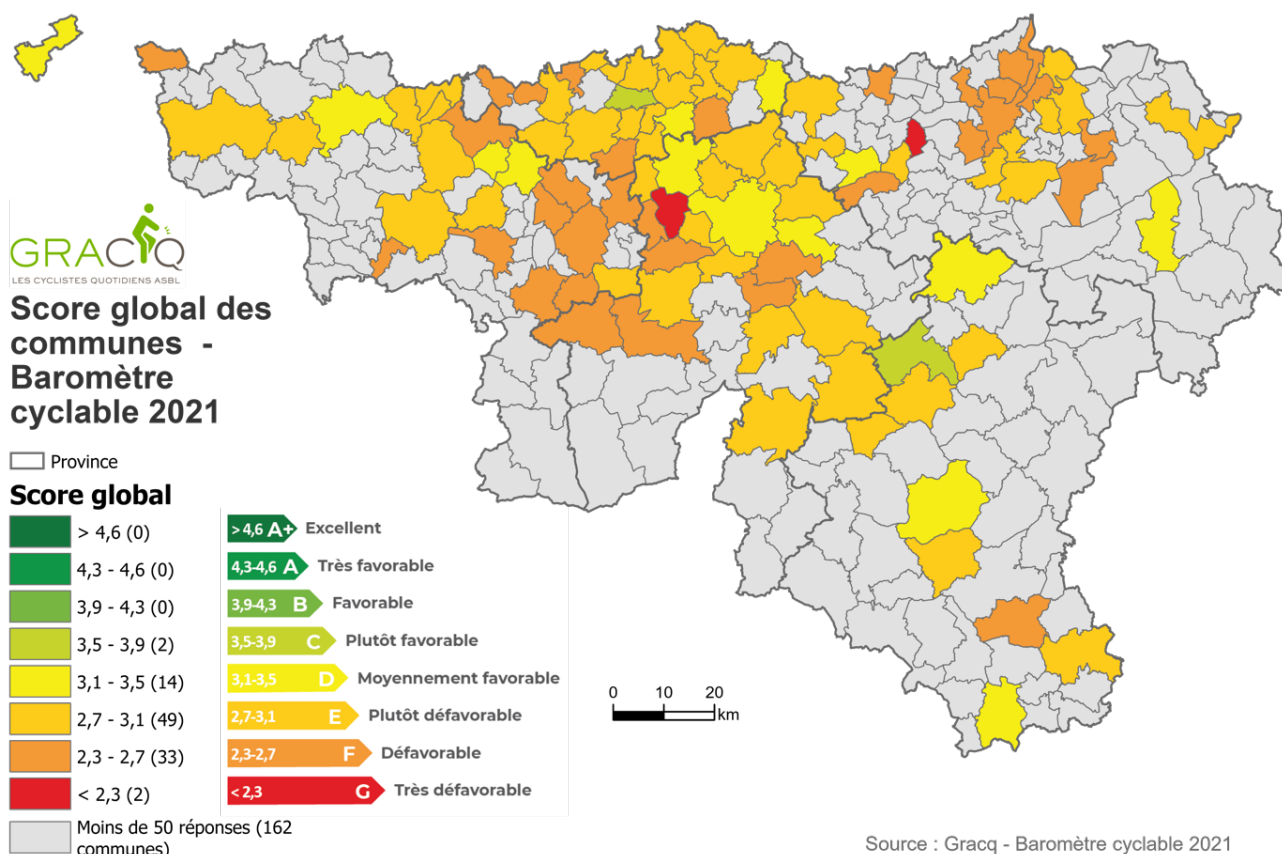 GRACQ
LES CYCLISTES QUOTIDIENS ASBL
Score global des
communes -
Baromètre
cyclable 2021
Province
Score global
> 4,6 (0)
4,3 - 4,6 (0)
3,9 - 4,3 (0)
3,5 - 3,9 (2)
3,1 - 3,5 (14)
2,7 - 3,1 (49)
2,3 - 2,7 (33)
< 2,3 (2)
Moins de 50 réponses (162
communes)
> 4,6 A+ Excellent
4,3-4,6 A Très favorable
3,9-4,3 B Favorable
3,5-3,9 C Plutôt favorable
3,1-3,5 D Moyennement favorable
2,7-3,1 E Plutôt défavorable
2,3-2,7 F Défavorable
< 2,3 G Très défavorable
0 10 20
km
Source : Gracq - Baromètre cyclable 2021